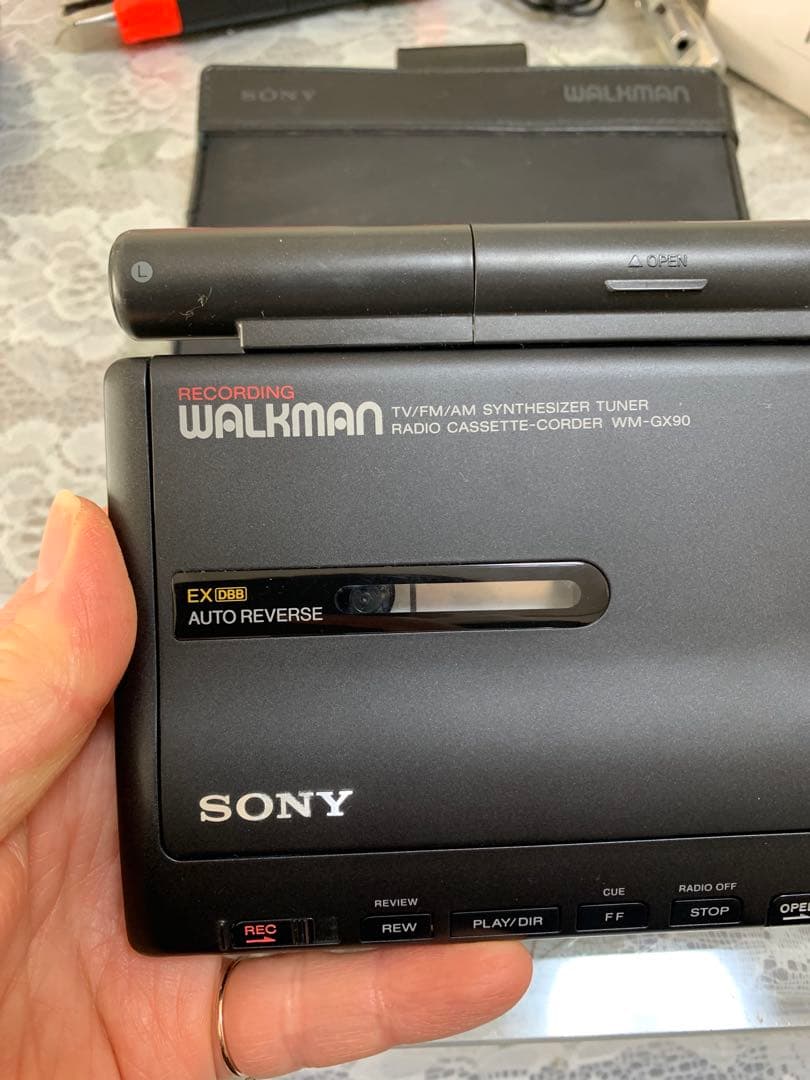 SONY WALKMAN
L
△ OPEN
RECORDING
WALKMAN TV/FM/AM SYNTHESIZER TUNER
RADIO CASSETTE-CORDER WM-GX90
EX DBB
AUTO REVERSE
SONY
REVIEW CUE RADIO OFF
REC REW PLAY/DIR FF STOP